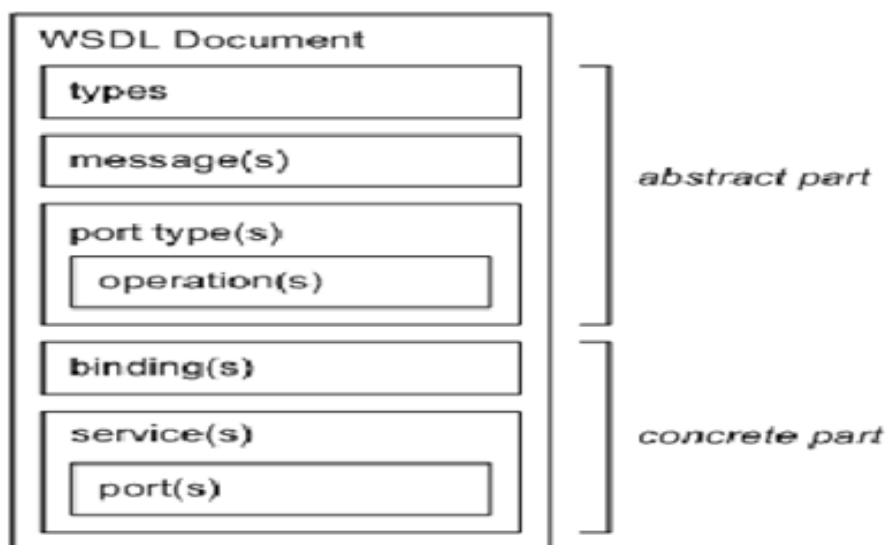 WSDL Document
types
message(s)
abstract part
port type(s)
operation(s)
binding(s)
service(s)
concrete part
port(s)